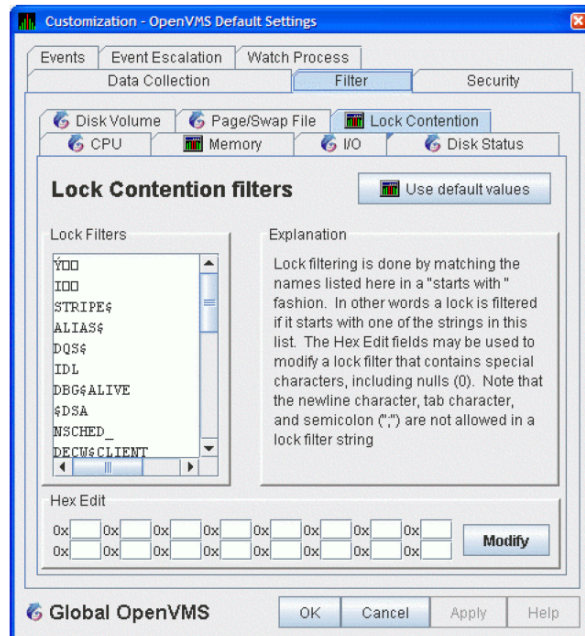 Customization - OpenVMS Default Settings
Events Event Escalation Watch Process
Data Collection Filter Security
Disk Volume Page/Swap File Lock Contention
CPU Memory I/O Disk Status
Lock Contention filters
Use default values
Lock Filters
Ý□□
I□□
STRIPE$
ALIAS$
DQS$
IDL
DBG$ALIVE
$DSA
NSCHED_
DECW$CLIENT
Explanation
Lock filtering is done by matching the
names listed here in a "starts with "
fashion. In other words a lock is filtered
if it starts with one of the strings in this
list. The Hex Edit fields may be used to
modify a lock filter that contains special
characters, including nulls (0). Note that
the newline character, tab character,
and semicolon (";") are not allowed in a
lock filter string
Hex Edit
0x 0x 0x 0x 0x 0x 0x 0x
0x 0x 0x 0x 0x 0x 0x 0x
Modify
Global OpenVMS
OK Cancel Apply Help